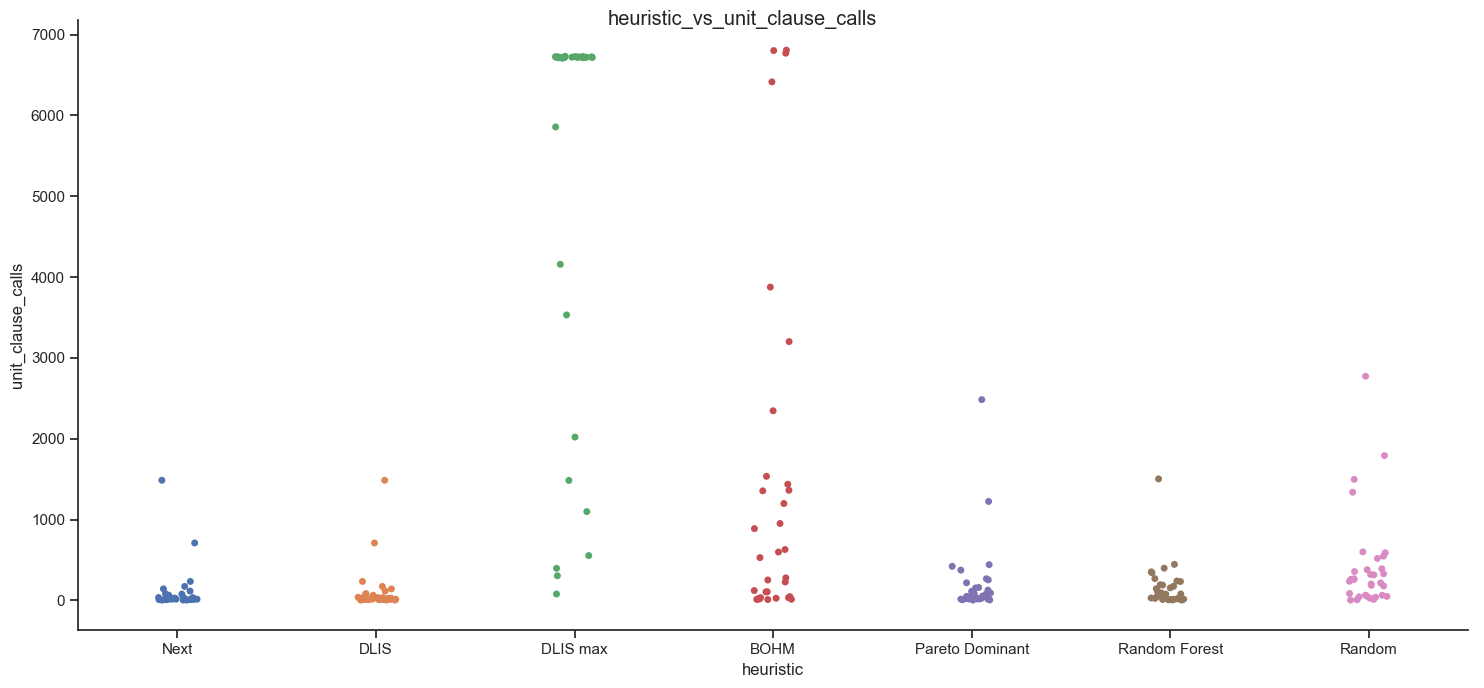 heuristic_vs_unit_clause_calls
7000
6000
5000
4000
3000
2000
1000
0
unit_clause_calls
Next DLIS DLIS max BOHM Pareto Dominant Random Forest Random
heuristic